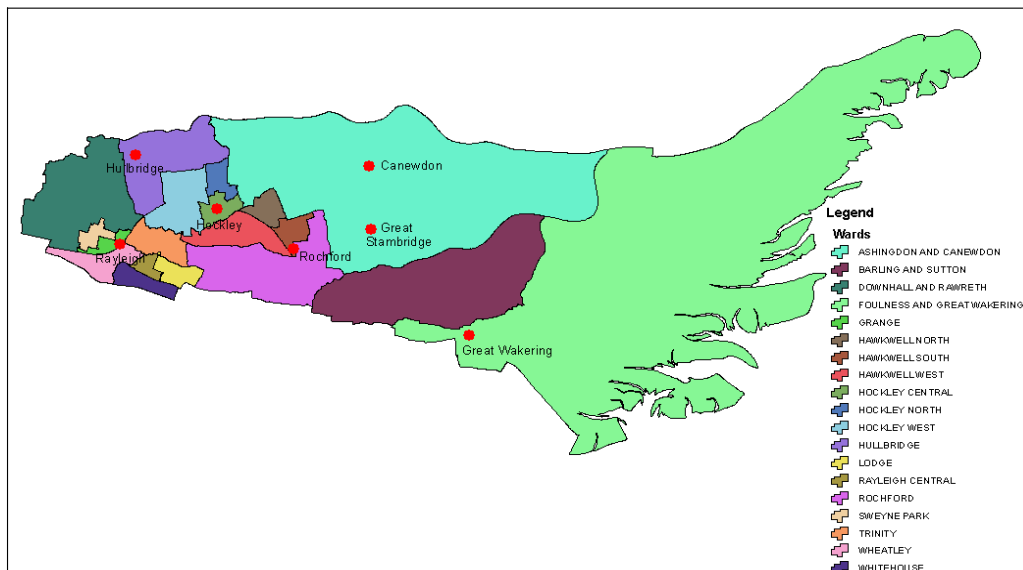 Hullbridge
Canewdon
Hockley
Great
Stambridge
Rayleigh
Rochford
Great Wakering
Legend
Wards
ASHINGDON AND CANEWDON
BARLING AND SUTTON
DOWNHALL AND RAWRETH
FOULNESS AND GREAT WAKERING
GRANGE
HAWKWELL NORTH
HAWKWELL SOUTH
HAWKWELL WEST
HOCKLEY CENTRAL
HOCKLEY NORTH
HOCKLEY WEST
HULLBRIDGE
LODGE
RAYLEIGH CENTRAL
ROCHFORD
SWEYNE PARK
TRINITY
WHEATLEY
WHITEHOUSE